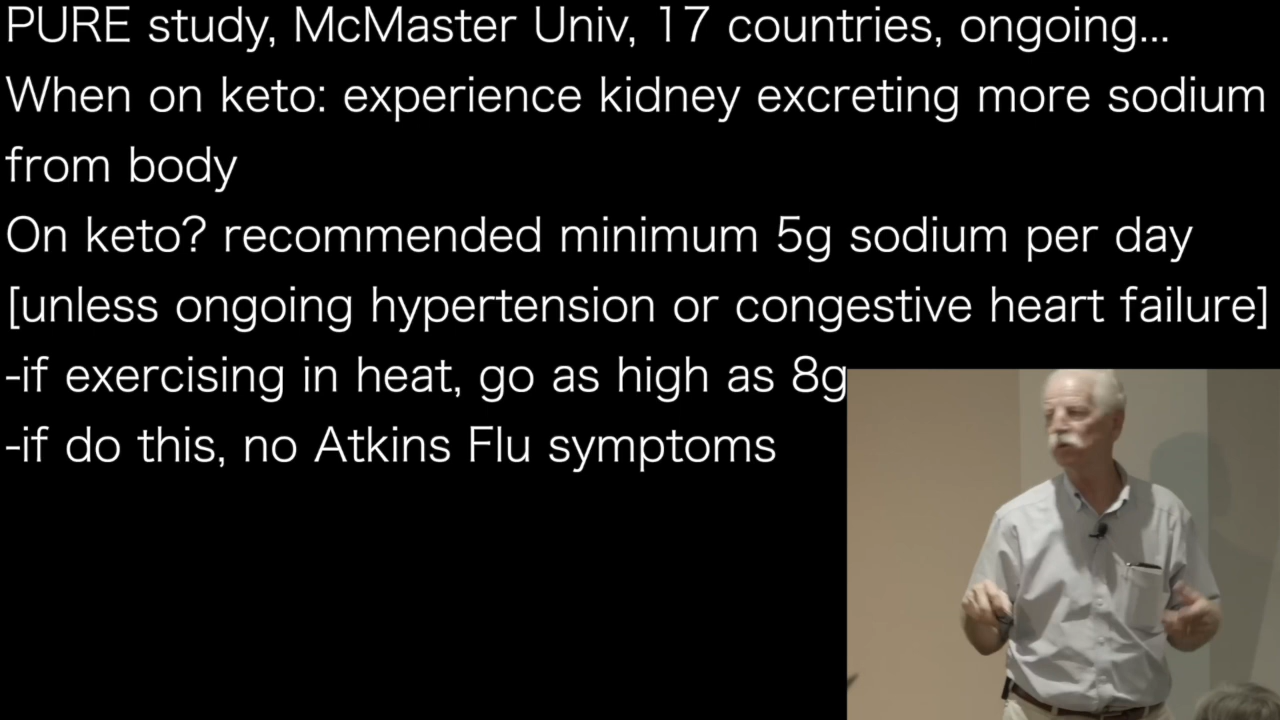 PURE study, McMaster Univ, 17 countries, ongoing...
When on keto: experience kidney excreting more sodium
from body
On keto? recommended minimum 5g sodium per day
[unless ongoing hypertension or congestive heart failure]
-if exercising in heat, go as high as 8g
-if do this, no Atkins Flu symptoms